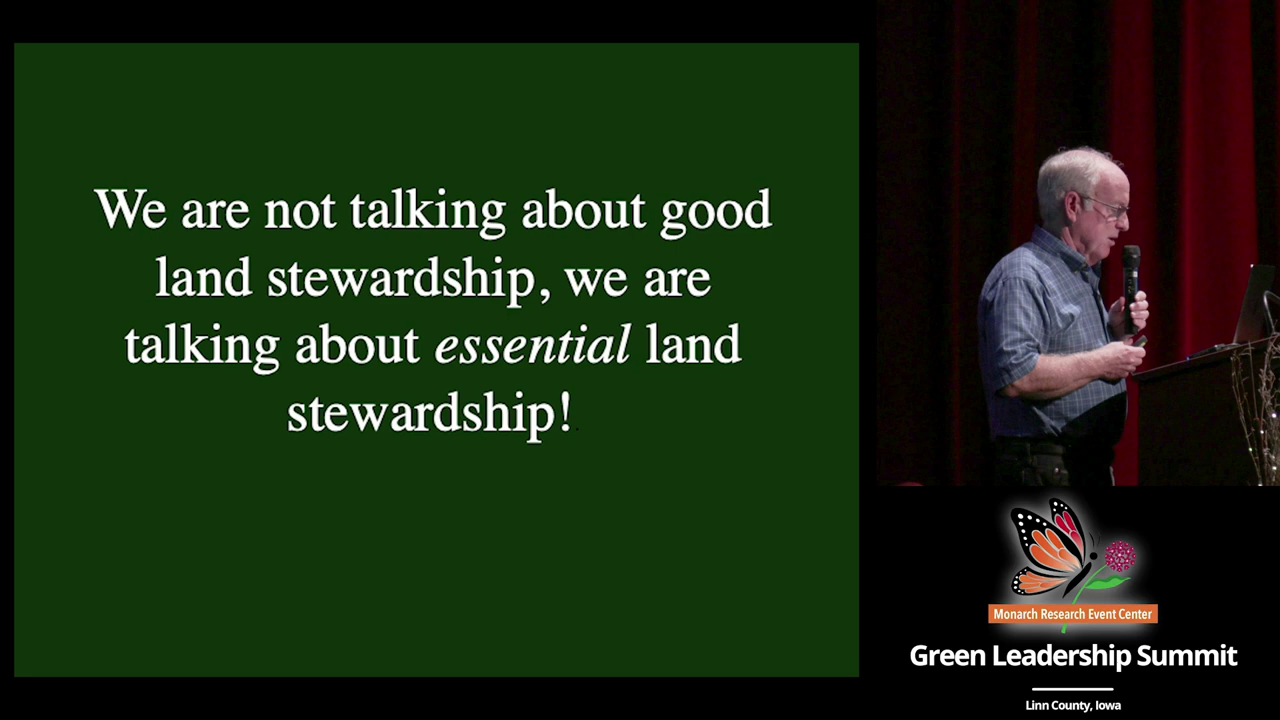 We are not talking about good
land stewardship, we are
talking about essential land
stewardship!.
Monarch Research Event Center
Green Leadership Summit
Linn County, Iowa